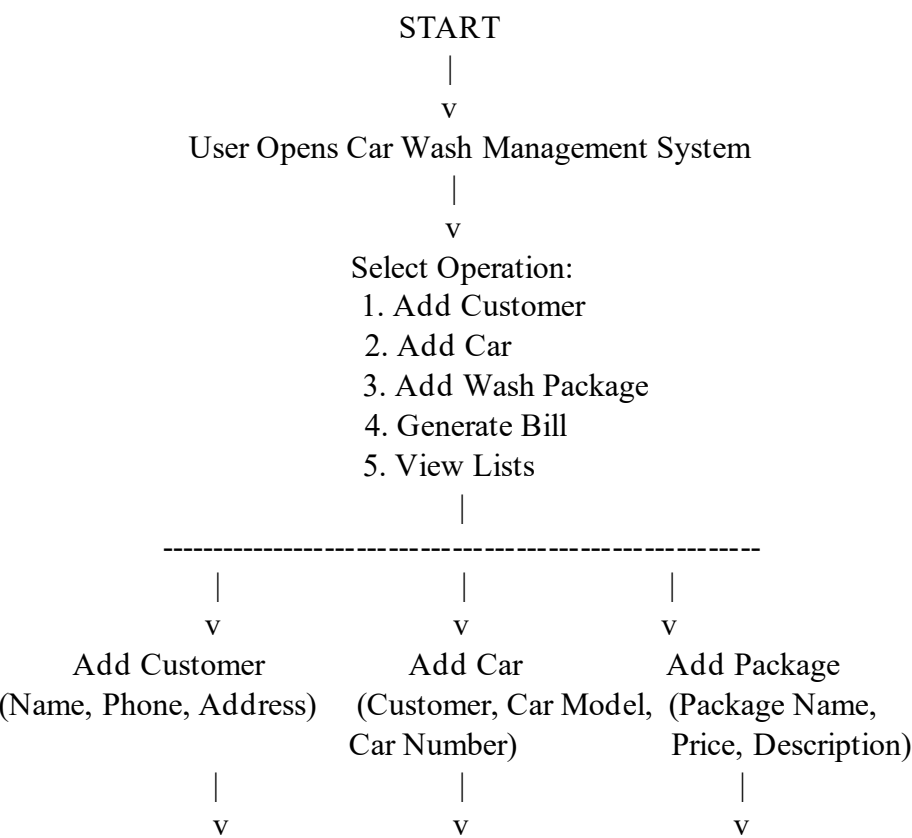 START
|
v
User Opens Car Wash Management System
|
v
Select Operation:
1. Add Customer
2. Add Car
3. Add Wash Package
4. Generate Bill
5. View Lists
|
-----------------------------------------------------------
| | |
v v v
Add Customer Add Car Add Package
(Name, Phone, Address) (Customer, Car Model, (Package Name,
Car Number) Price, Description)
| | |
v v v